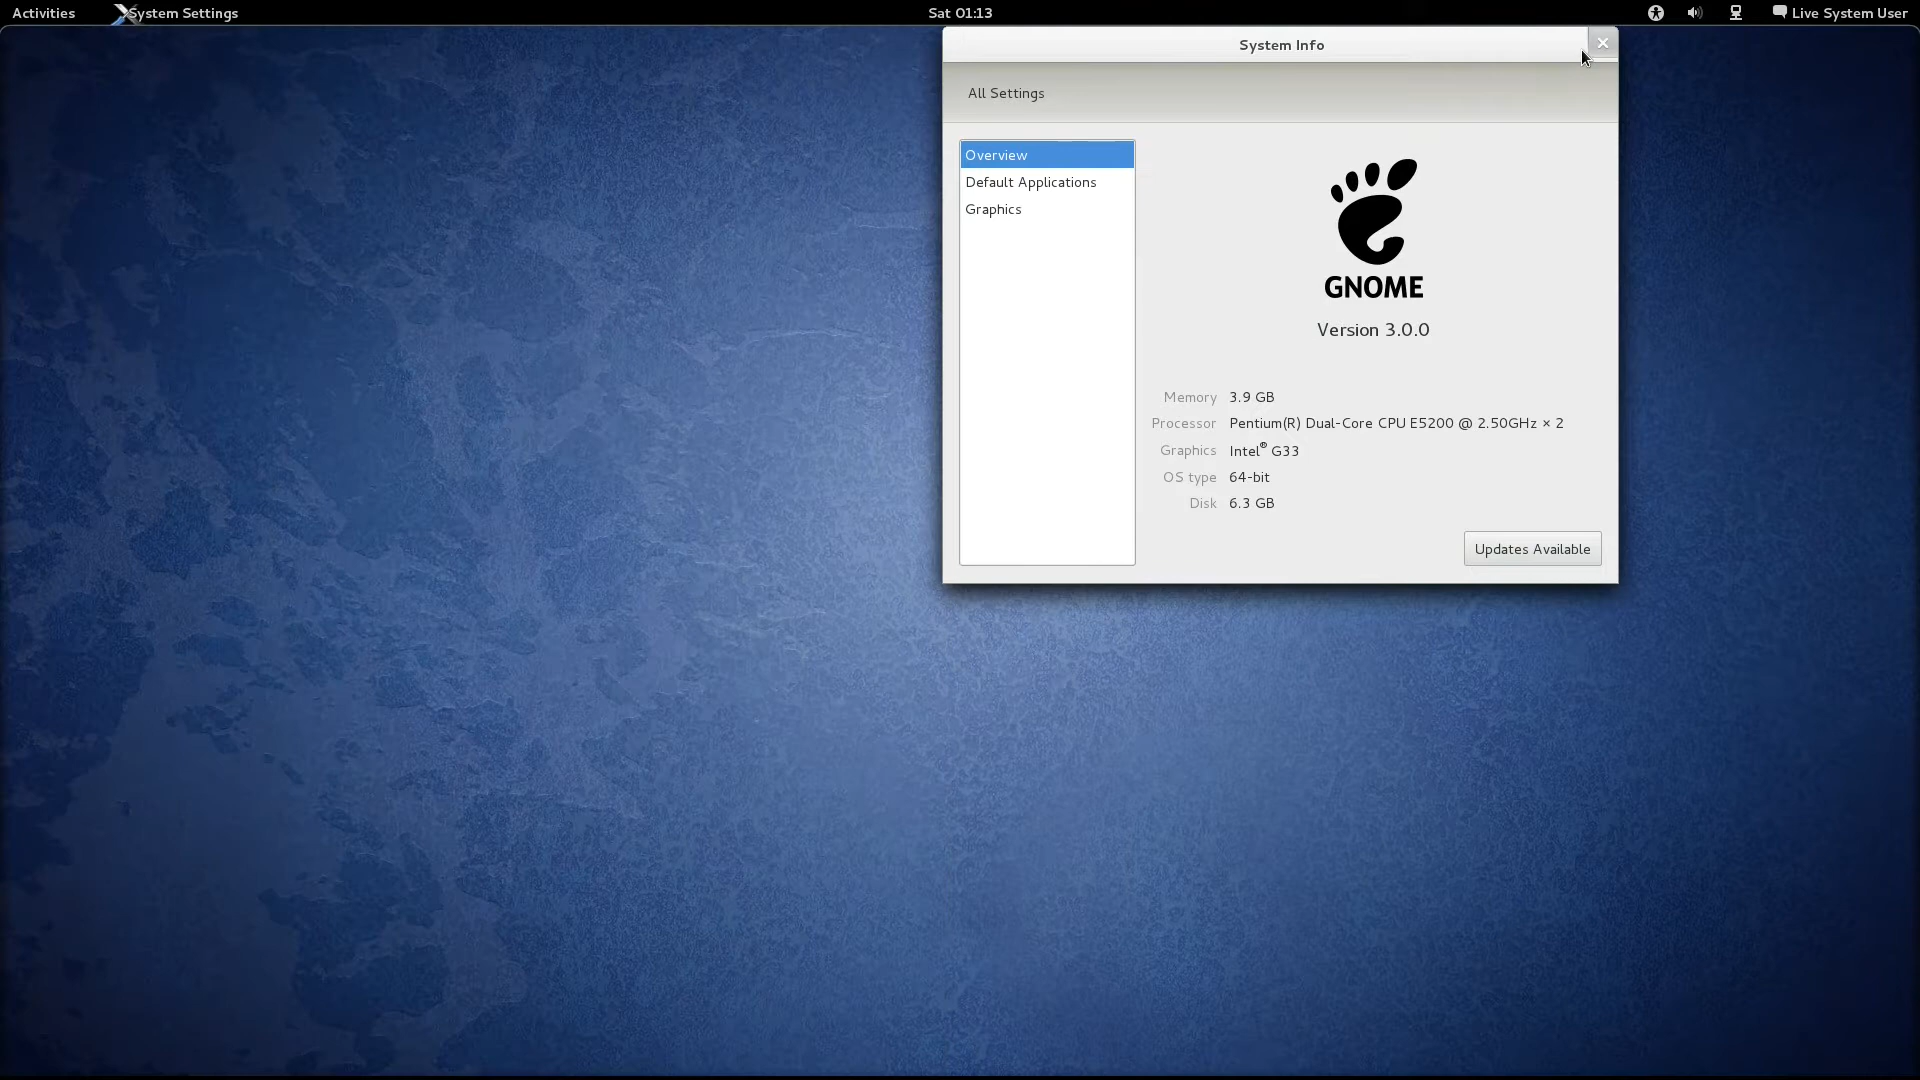 Activities System Settings Sat 01:13 Live System User
System Info
All Settings
Overview
Default Applications
Graphics
GNOME
Version 3.0.0
Memory 3.9 GB
Processor Pentium(R) Dual-Core CPU E5200 @ 2.50GHz × 2
Graphics Intel® G33
OS type 64-bit
Disk 6.3 GB
Updates Available